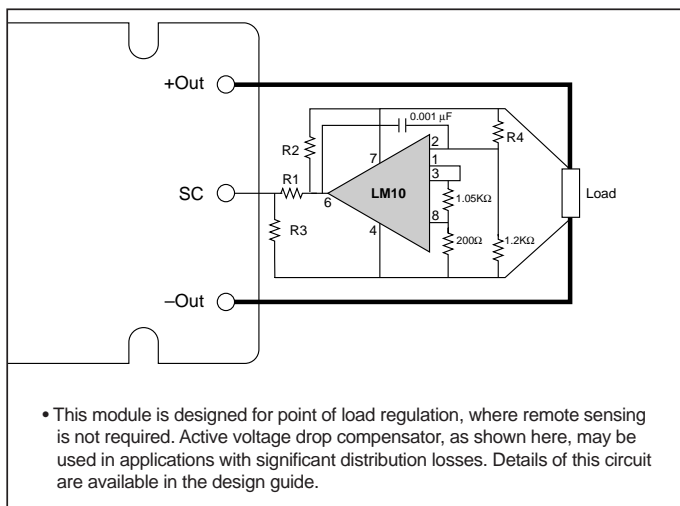 +Out
0.001 µF
R2
R4
2
7
1
R1
3
SC
LM10
Load
6
1.05KΩ
8
R3
4
200Ω
1.2KΩ
–Out
• This module is designed for point of load regulation, where remote sensing
is not required. Active voltage drop compensator, as shown here, may be
used in applications with significant distribution losses. Details of this circuit
are available in the design guide.